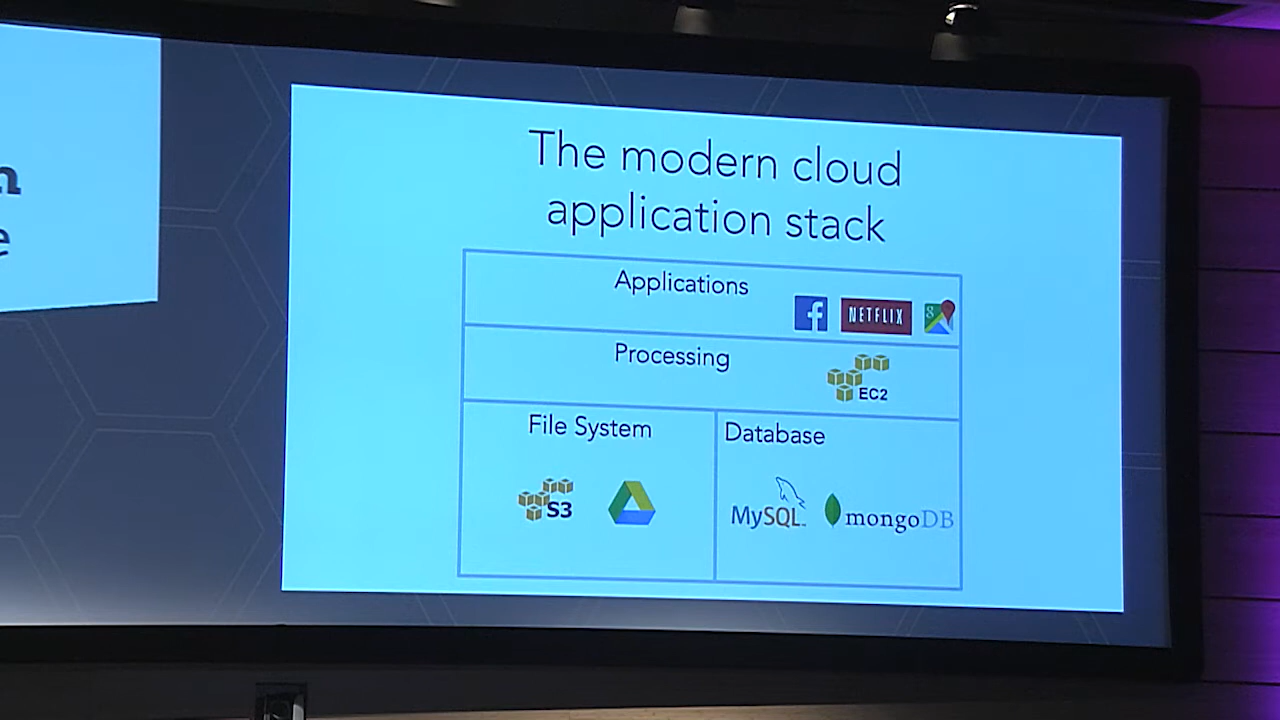 The modern cloud
application stack
Applications
NETFLIX
Processing
EC2
File System
Database
S3
MySQL
mongoDB